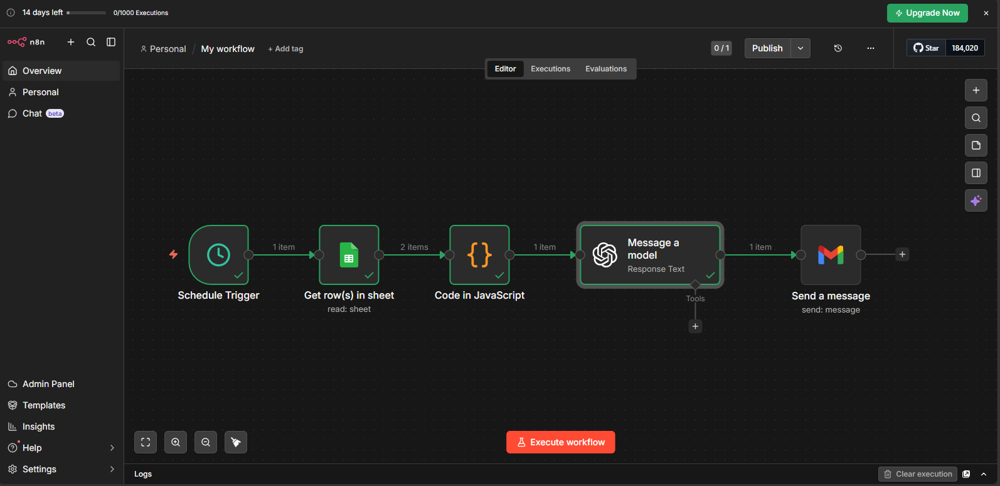 14 days left 0/1000 Executions Upgrade Now
n8n
Personal / My workflow + Add tag 0 / 1 Publish Star 184,020
Editor Executions Evaluations
Overview
Personal
Chat beta
1 item 2 items 1 item 1 item
Message a
model
Response Text
Schedule Trigger Get row(s) in sheet Code in JavaScript Send a message
read: sheet send: message
Tools
Admin Panel
Templates
Insights
Help
Settings
Execute workflow
Logs Clear execution